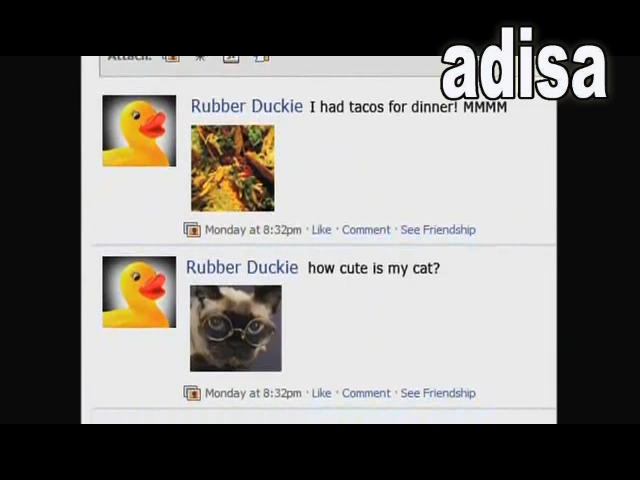 adisa
Attach:
Rubber Duckie I had tacos for dinner! MMMM
Monday at 8:32pm · Like · Comment · See Friendship
Rubber Duckie how cute is my cat?
Monday at 8:32pm · Like · Comment · See Friendship